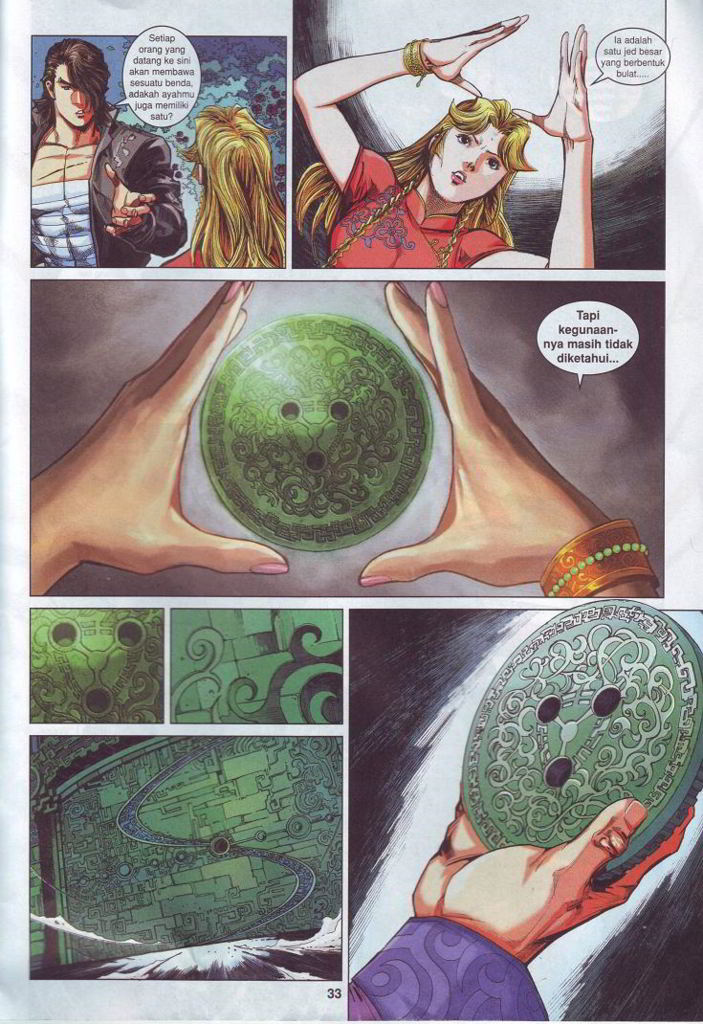 Setiap
orang yang
datang ke sini
akan membawa
sesuatu benda,
adakah ayahmu
juga memiliki
satu?
Ia adalah
satu jed besar
yang berbentuk
bulat.....
Tapi
kegunaan-
nya masih tidak
diketahui...
33